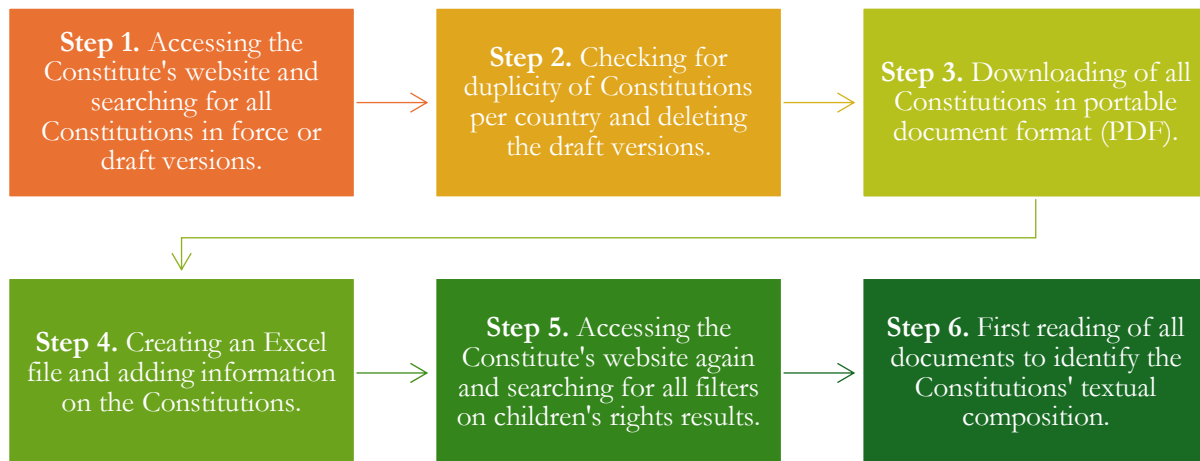 Step 1. Accessing the
Constitute's website and
searching for all
Constitutions in force or
draft versions.
Step 2. Checking for
duplicity of Constitutions
per country and deleting
the draft versions.
Step 3. Downloading of all
Constitutions in portable
document format (PDF).
Step 4. Creating an Excel
file and adding information
on the Constitutions.
Step 5. Accessing the
Constitute's website again
and searching for all filters
on children's rights results.
Step 6. First reading of all
documents to identify the
Constitutions' textual
composition.